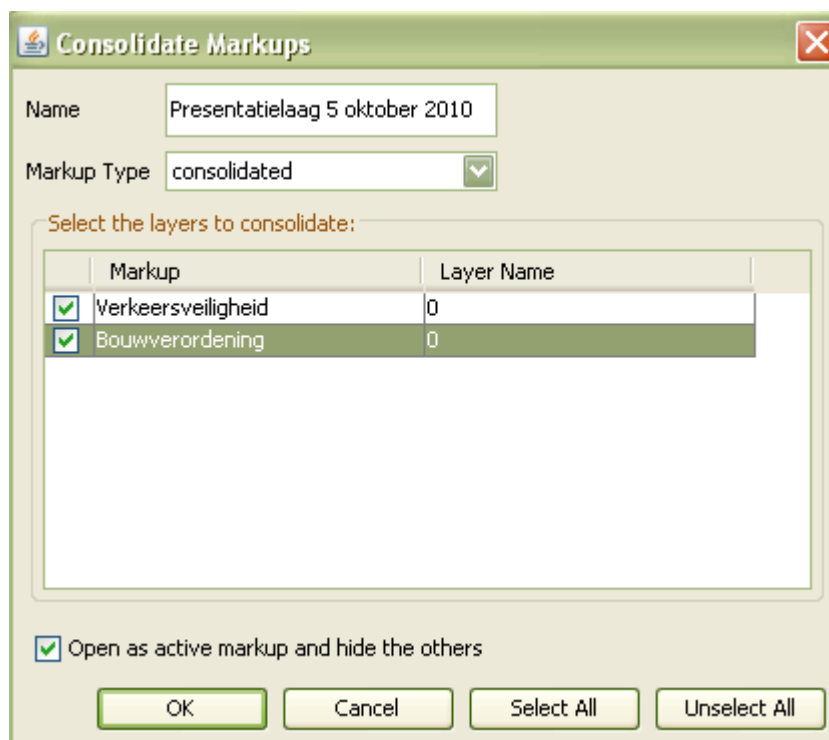 Consolidate Markups
Name Presentatielaag 5 oktober 2010
Markup Type consolidated
Select the layers to consolidate:
Markup Layer Name
Verkeersveiligheid 0
Bouwverordening 0
Open as active markup and hide the others
OK Cancel Select All Unselect All